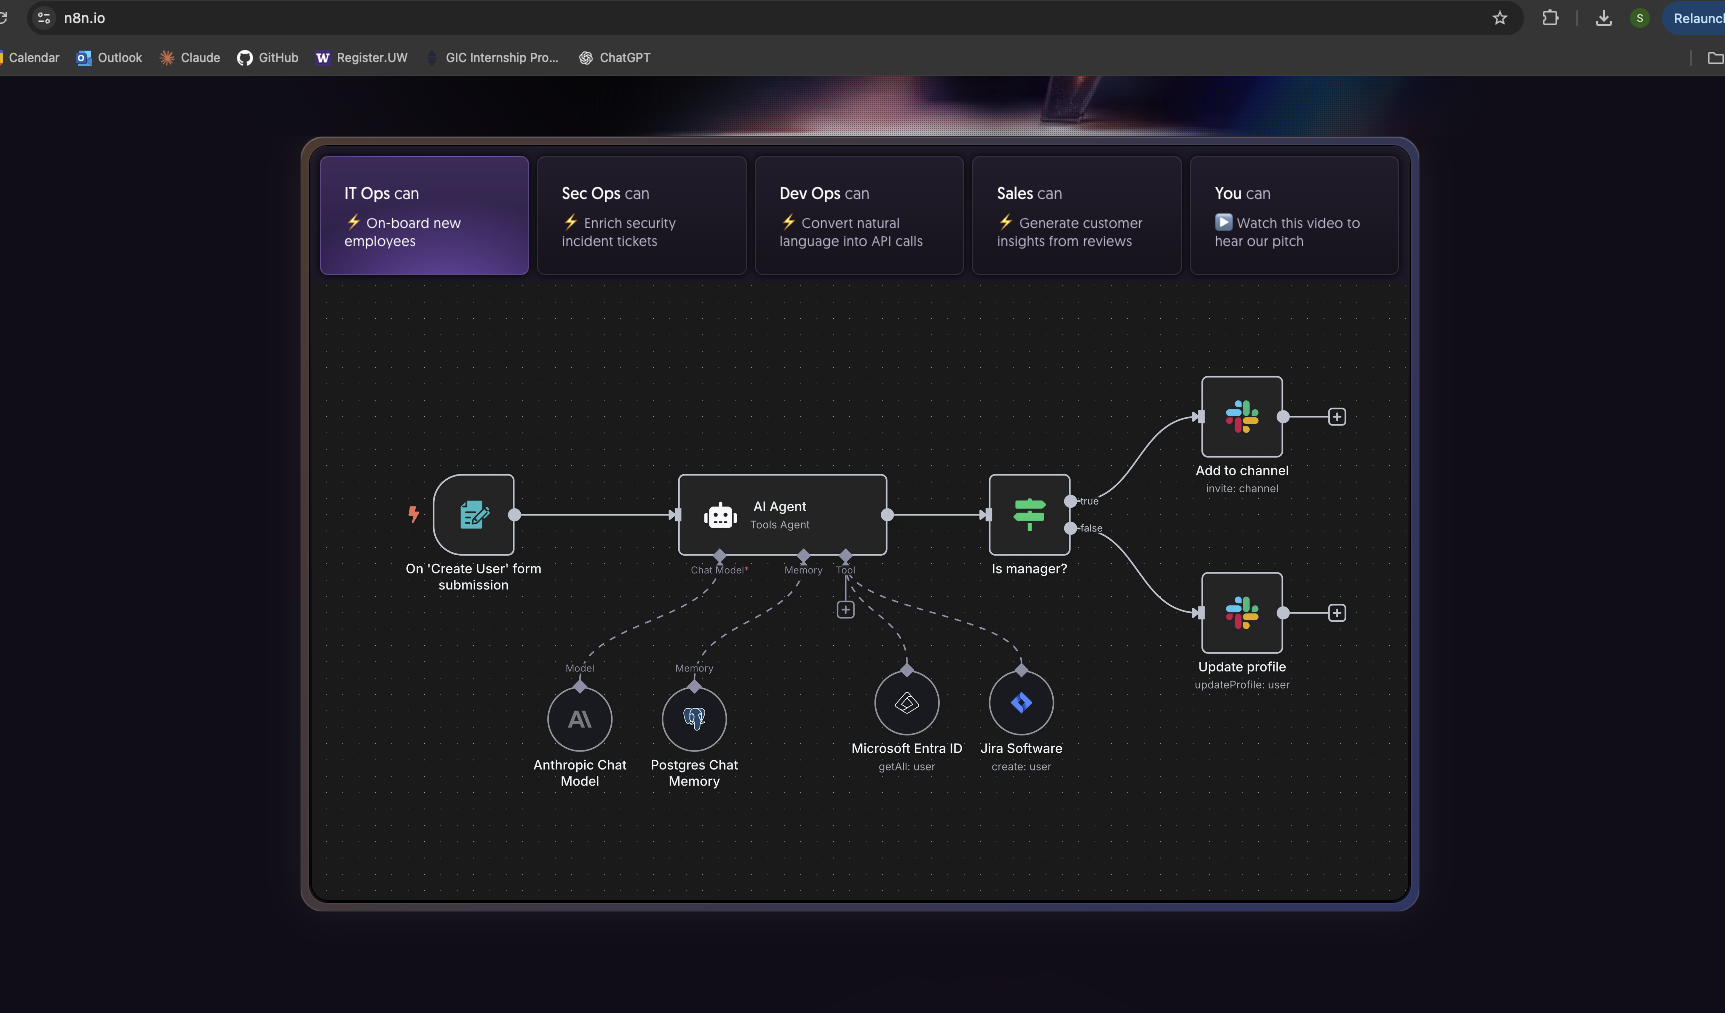 n8n.io
S
Relaunc
Calendar
Outlook
Claude
GitHub
W Register.UW
GIC Internship Pro...
ChatGPT
IT Ops can
⚡ On-board new
employees
Sec Ops can
⚡ Enrich security
incident tickets
Dev Ops can
⚡ Convert natural
language into API calls
Sales can
⚡ Generate customer
insights from reviews
You can
▶️ Watch this video to
hear our pitch
On 'Create User' form
submission
AI Agent
Tools Agent
Chat Model*
Memory
Tool
Is manager?
true
false
Add to channel
invite: channel
Update profile
updateProfile: user
Model
Anthropic Chat
Model
Memory
Postgres Chat
Memory
Microsoft Entra ID
getAll: user
Jira Software
create: user